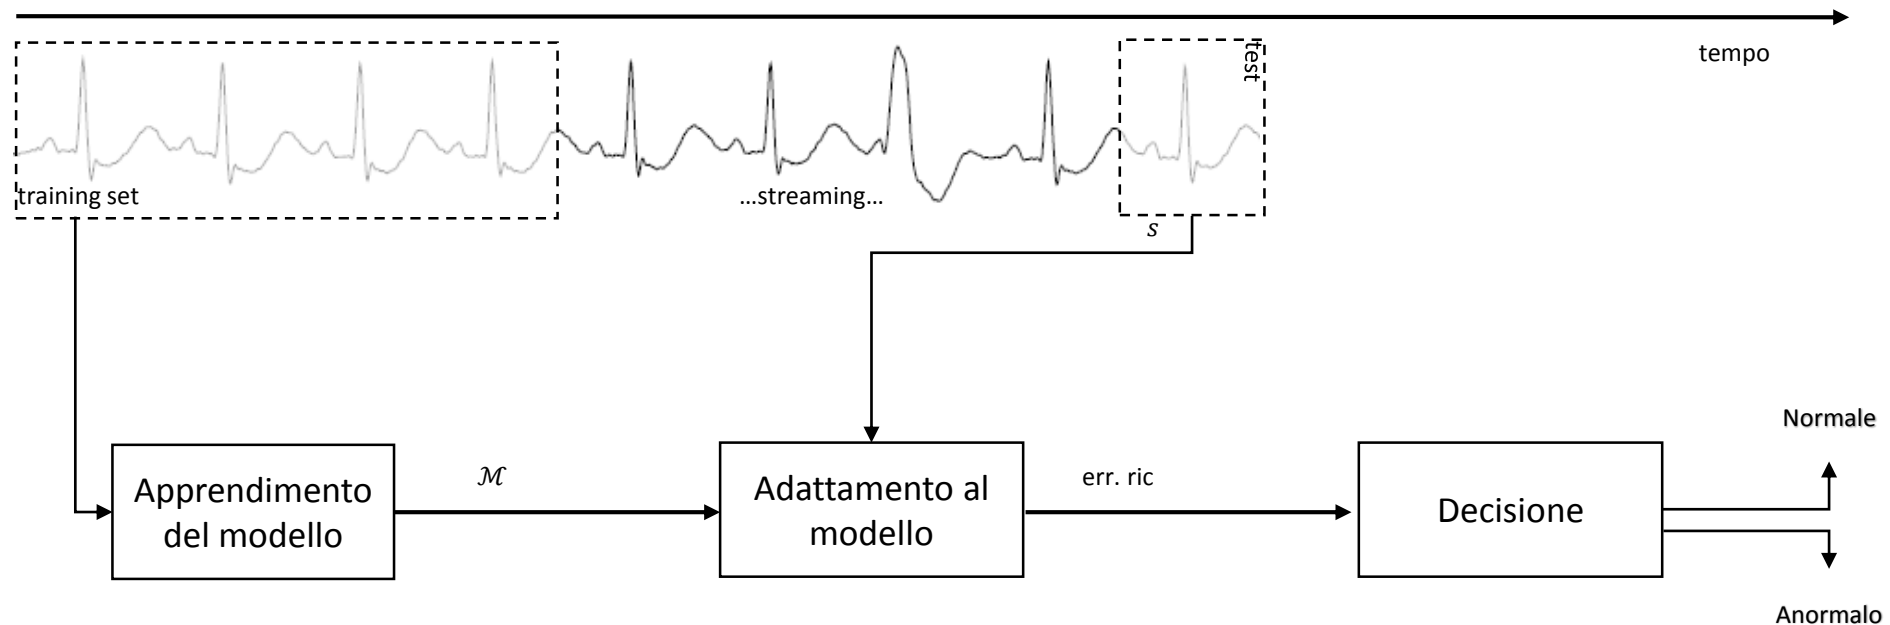 tempo
test
training set
...streaming...
s
Normale
ℳ
err. ric
Apprendimento
del modello
Adattamento al
modello
Decisione
Anormalo